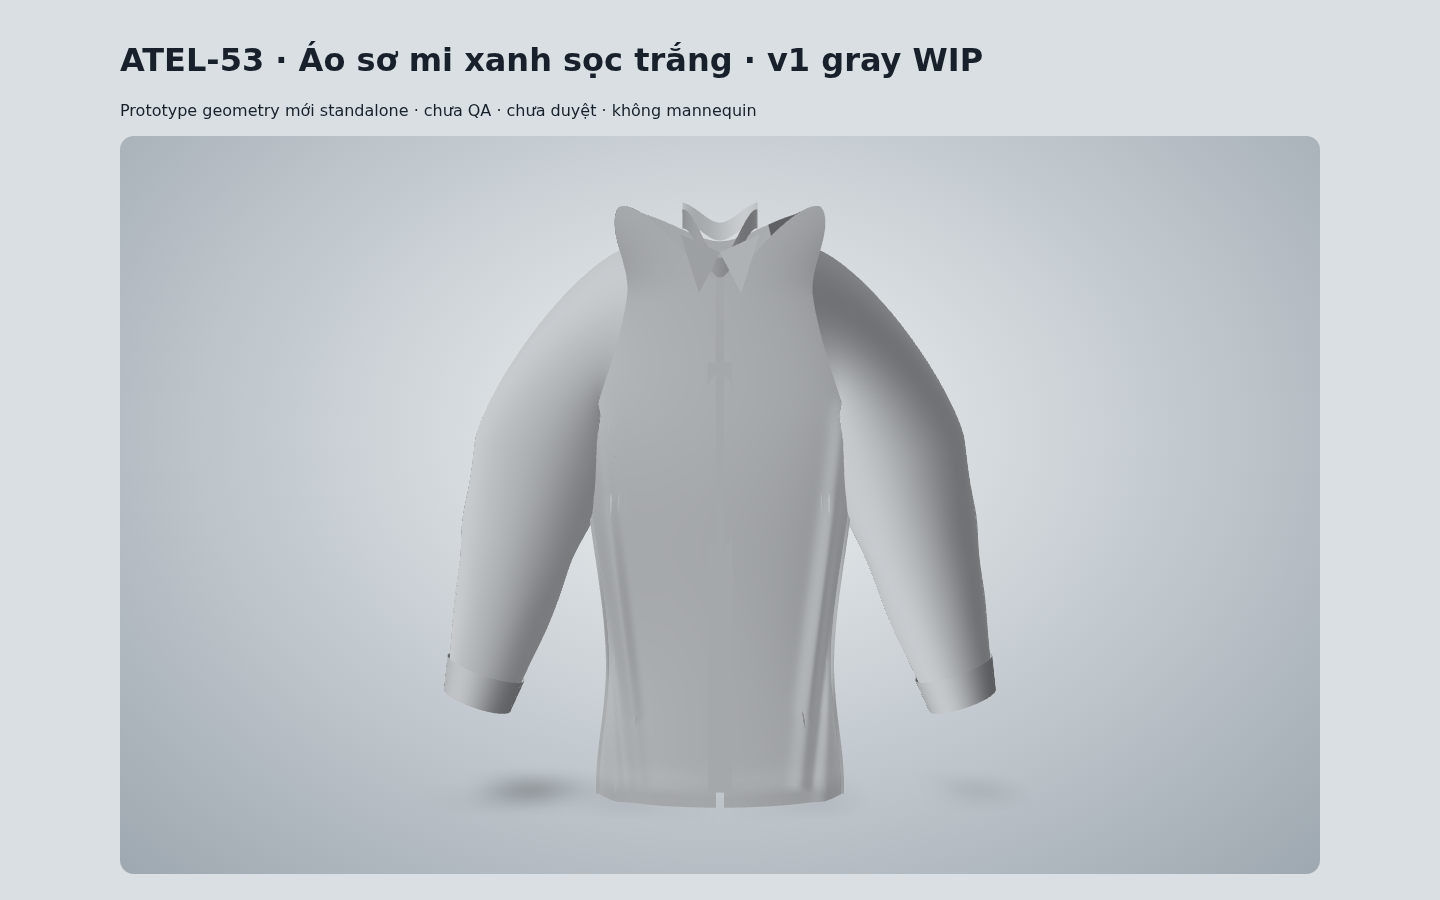 ATEL-53 · Áo sơ mi xanh sọc trắng · v1 gray WIP
Prototype geometry mới standalone · chưa QA · chưa duyệt · không mannequin